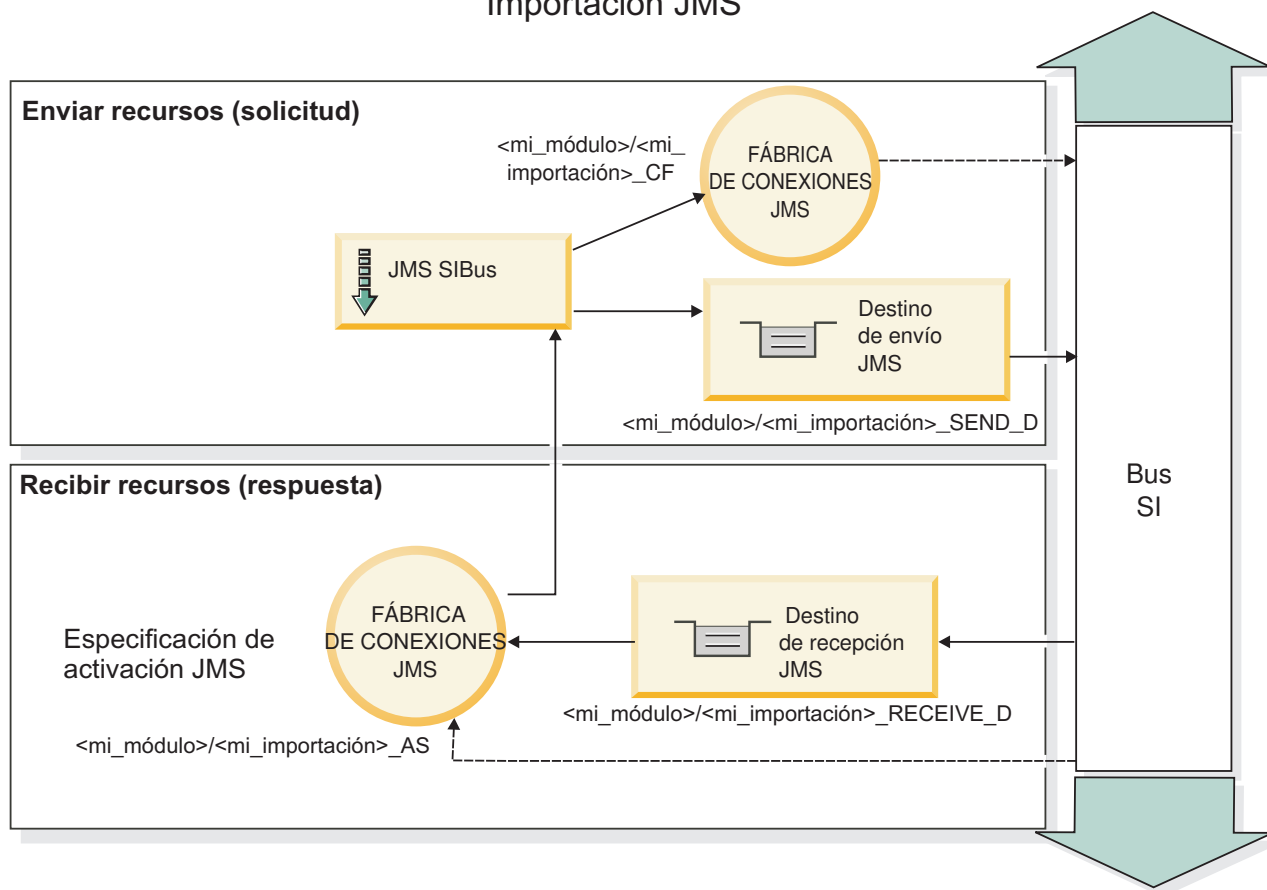 Importación JMS
Enviar recursos (solicitud)
<mi_módulo>/<mi_
importación>_CF
FÁBRICA
DE CONEXIONES
JMS
JMS SIBus
Destino
de envío
JMS
<mi_módulo>/<mi_importación>_SEND_D
Bus
SI
Recibir recursos (respuesta)
Especificación de
activación JMS
FÁBRICA
DE CONEXIONES
JMS
Destino
de recepción
JMS
<mi_módulo>/<mi_importación>_RECEIVE_D
<mi_módulo>/<mi_importación>_AS